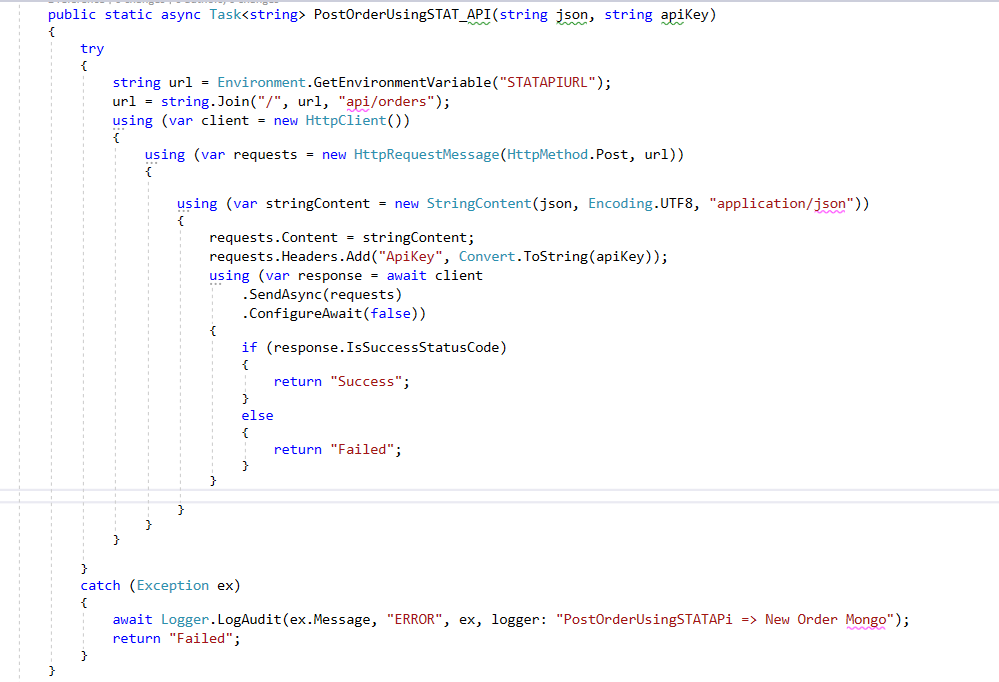 public static async Task<string> PostOrderUsingSTAT_API(string json, string apiKey)
{
try
{
string url = Environment.GetEnvironmentVariable("STATAPIURL");
url = string.Join("/", url, "api/orders");
using (var client = new HttpClient())
{
using (var requests = new HttpRequestMessage(HttpMethod.Post, url))
{
using (var stringContent = new StringContent(json, Encoding.UTF8, "application/json"))
{
requests.Content = stringContent;
requests.Headers.Add("ApiKey", Convert.ToString(apiKey));
using (var response = await client
.SendAsync(requests)
.ConfigureAwait(false))
{
if (response.IsSuccessStatusCode)
{
return "Success";
}
else
{
return "Failed";
}
}
}
}
}
}
catch (Exception ex)
{
await Logger.LogAudit(ex.Message, "ERROR", ex, logger: "PostOrderUsingSTATAPi => New Order Mongo");
return "Failed";
}
}